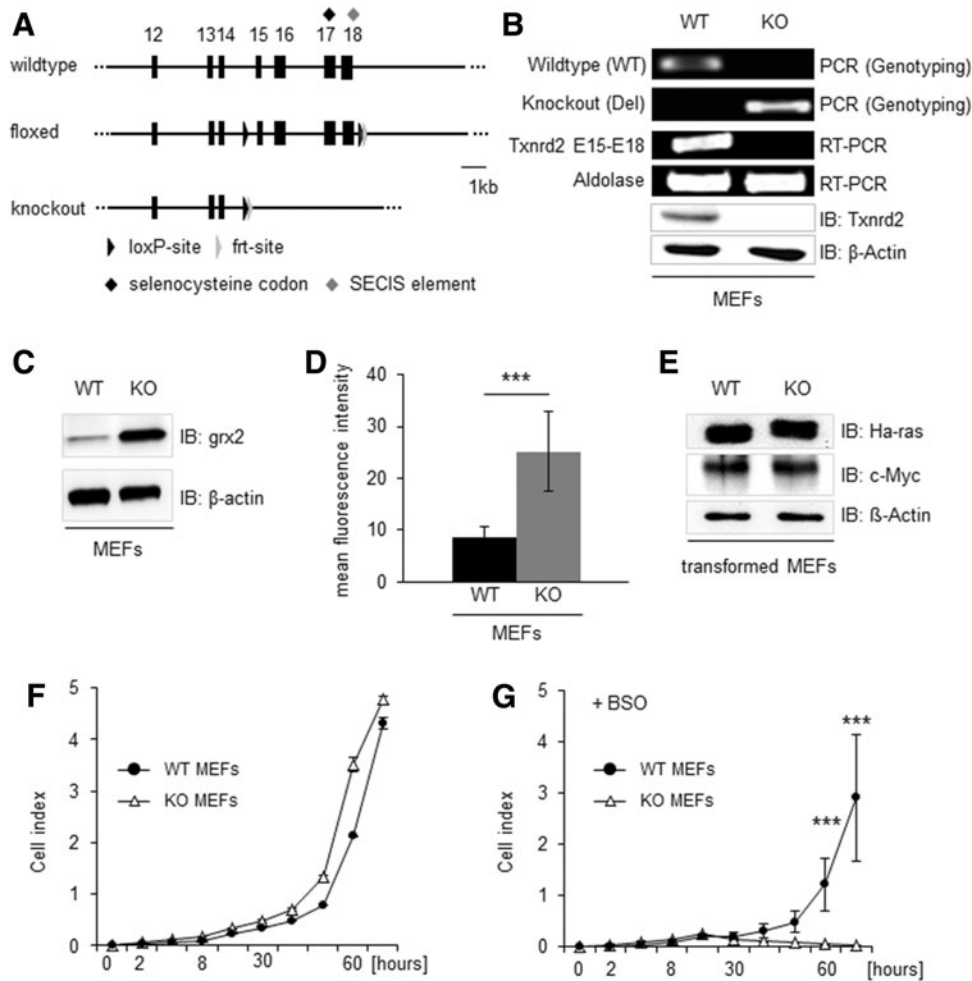 A
12 13 14 15 16 17 18
wildtype
floxed
1kb
knockout
loxP-site frt-site
selenocysteine codon SECIS element
B
WT KO
Wildtype (WT) PCR (Genotyping)
Knockout (Del) PCR (Genotyping)
Txnrd2 E15-E18 RT-PCR
Aldolase RT-PCR
IB: Txnrd2
IB: β-Actin
MEFs
C
WT KO
IB: grx2
IB: β-actin
MEFs
D
mean fluorescence intensity
40
30
20
10
0
***
WT KO
MEFs
E
WT KO
IB: Ha-ras
IB: c-Myc
IB: ß-Actin
transformed MEFs
F
Cell index
5
4
3
2
1
0
WT MEFs
KO MEFs
0 2 8 30 60 [hours]
G
+ BSO
Cell index
5
4
3
2
1
0
WT MEFs
KO MEFs
***
***
0 2 8 30 60 [hours]